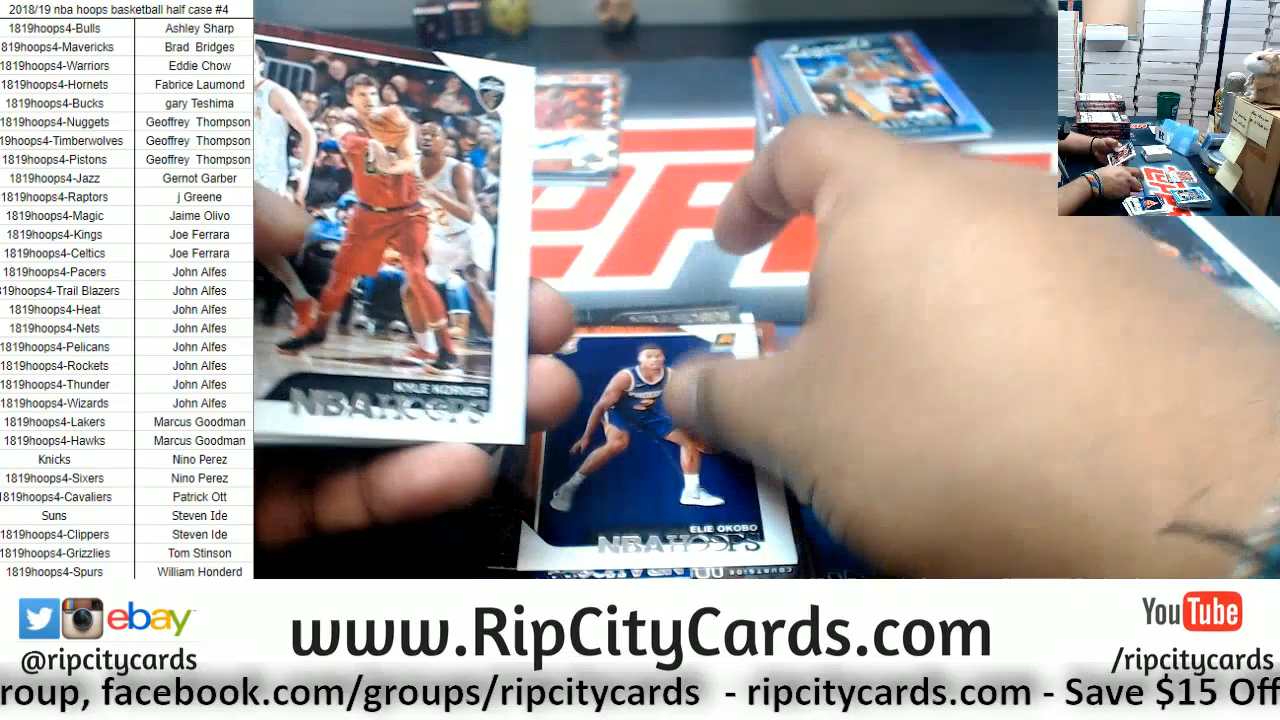 2018/19 nba hoops basketball half case #4
1819hoops4-Bulls Ashley Sharp
819hoops4-Mavericks Brad Bridges
1819hoops4-Warriors Eddie Chow
1819hoops4-Hornets Fabrice Laumond
1819hoops4-Bucks gary Teshima
1819hoops4-Nuggets Geoffrey Thompson
19hoops4-Timberwolves Geoffrey Thompson
1819hoops4-Pistons Geoffrey Thompson
1819hoops4-Jazz Gernot Garber
1819hoops4-Raptors j Greene
1819hoops4-Magic Jaime Olivo
1819hoops4-Kings Joe Ferrara
1819hoops4-Celtics Joe Ferrara
1819hoops4-Pacers John Alfes
819hoops4-Trail Blazers John Alfes
1819hoops4-Heat John Alfes
1819hoops4-Nets John Alfes
1819hoops4-Pelicans John Alfes
1819hoops4-Rockets John Alfes
1819hoops4-Thunder John Alfes
1819hoops4-Wizards John Alfes
1819hoops4-Lakers Marcus Goodman
1819hoops4-Hawks Marcus Goodman
Knicks Nino Perez
1819hoops4-Sixers Nino Perez
1819hoops4-Cavaliers Patrick Ott
Suns Steven Ide
1819hoops4-Clippers Steven Ide
1819hoops4-Grizzlies Tom Stinson
1819hoops4-Spurs William Honderd
KYLE KORVER
NBA HOOPS
ELIE OKOBO
NBA HOOPS
ebay
@ripcitycards
www.RipCityCards.com
YouTube
/ripcitycards
roup, facebook.com/groups/ripcitycards - ripcitycards.com - Save $15 Off